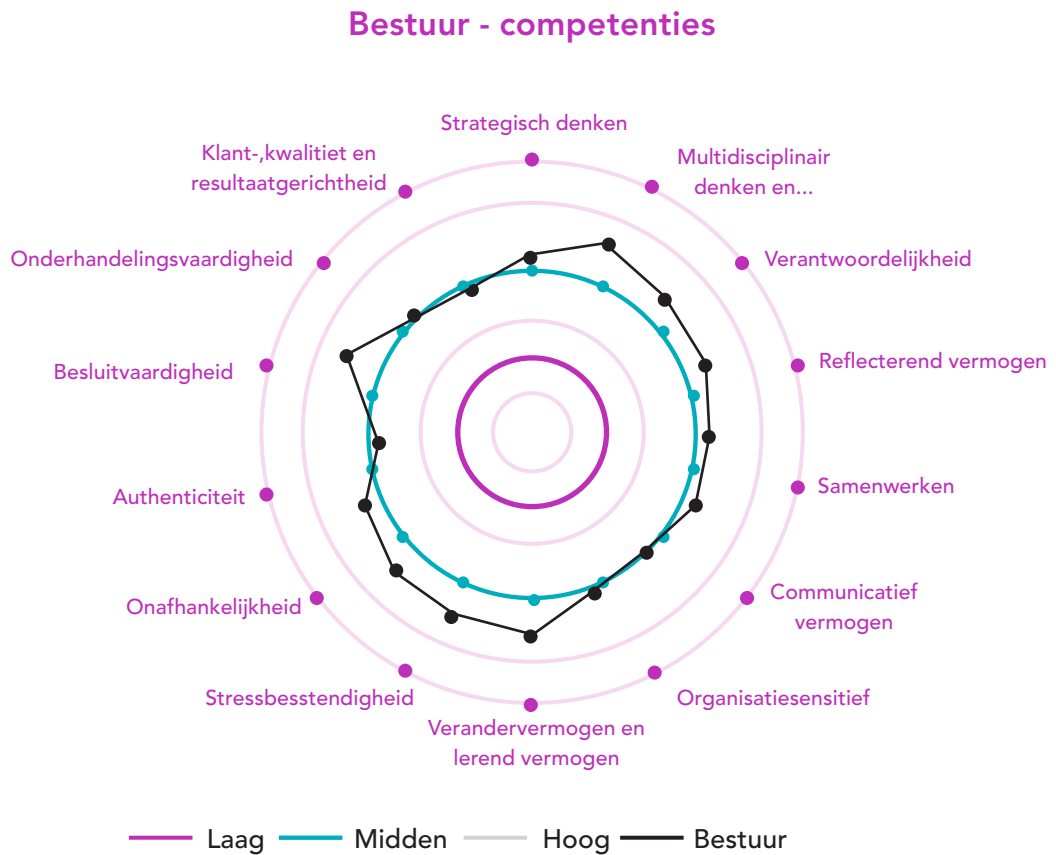 Bestuur - competenties
Strategisch denken
Multidisciplinair
denken en...
Verantwoordelijkheid
Reflecterend vermogen
Samenwerken
Communicatief
vermogen
Organisatiesensitief
Verandervermogen en
lerend vermogen
Stressbesstendigheid
Onafhankelijkheid
Authenticiteit
Besluitvaardigheid
Onderhandelingsvaardigheid
Klant-,kwalitiet en
resultaatgerichtheid
Laag Midden Hoog Bestuur